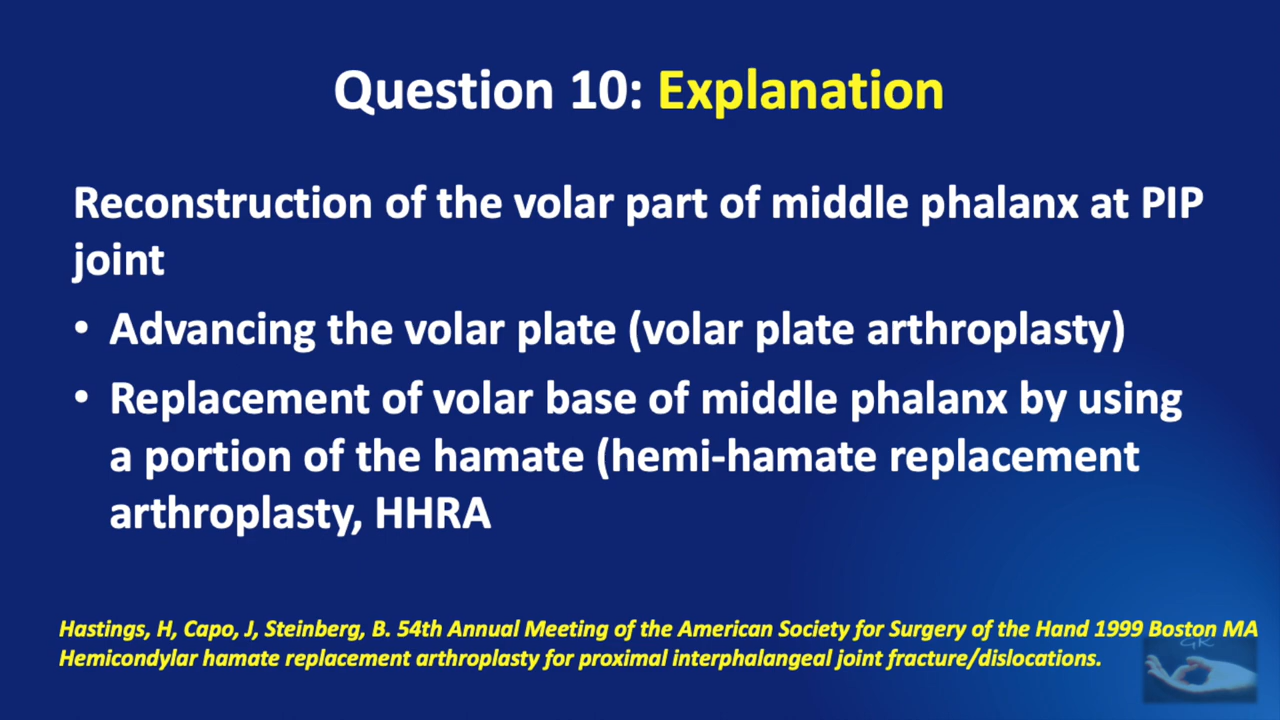 Question 10: Explanation
Reconstruction of the volar part of middle phalanx at PIP
joint
• Advancing the volar plate (volar plate arthroplasty)
• Replacement of volar base of middle phalanx by using
a portion of the hamate (hemi-hamate replacement
arthroplasty, HHRA
Hastings, H, Capo, J, Steinberg, B. 54th Annual Meeting of the American Society for Surgery of the Hand 1999 Boston MA
Hemicondylar hamate replacement arthroplasty for proximal interphalangeal joint fracture/dislocations.